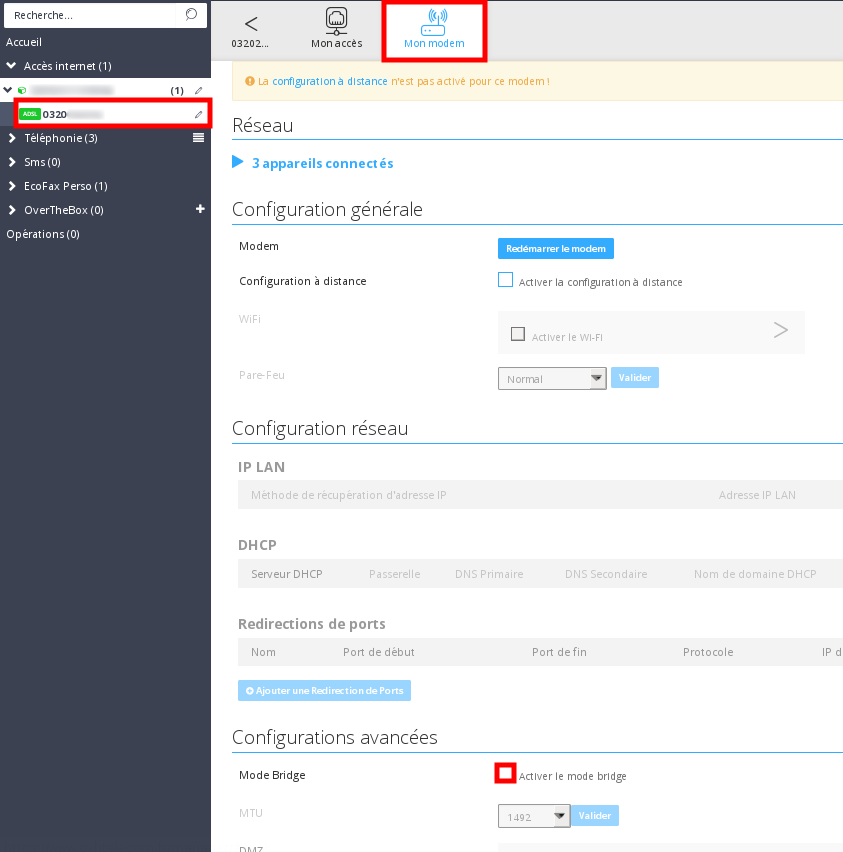 Recherche...
Accueil
Accès internet (1)
(1)
ADSL 0320
Téléphonie (3)
Sms (0)
EcoFax Perso (1)
OverTheBox (0)
Opérations (0)
03202...
Mon accès
Mon modem
La configuration à distance n'est pas activé pour ce modem !
Réseau
3 appareils connectés
Configuration générale
Modem
Redémarrer le modem
Configuration à distance
Activer la configuration à distance
WiFi
Activer le Wi-Fi
Pare-Feu
Normal
Valider
Configuration réseau
IP LAN
Méthode de récupération d'adresse IP
Adresse IP LAN
DHCP
Serveur DHCP
Passerelle
DNS Primaire
DNS Secondaire
Nom de domaine DHCP
Redirections de ports
Nom
Port de début
Port de fin
Protocole
IP d
Ajouter une Redirection de Ports
Configurations avancées
Mode Bridge
Activer le mode bridge
MTU
1492
Valider
DMZ